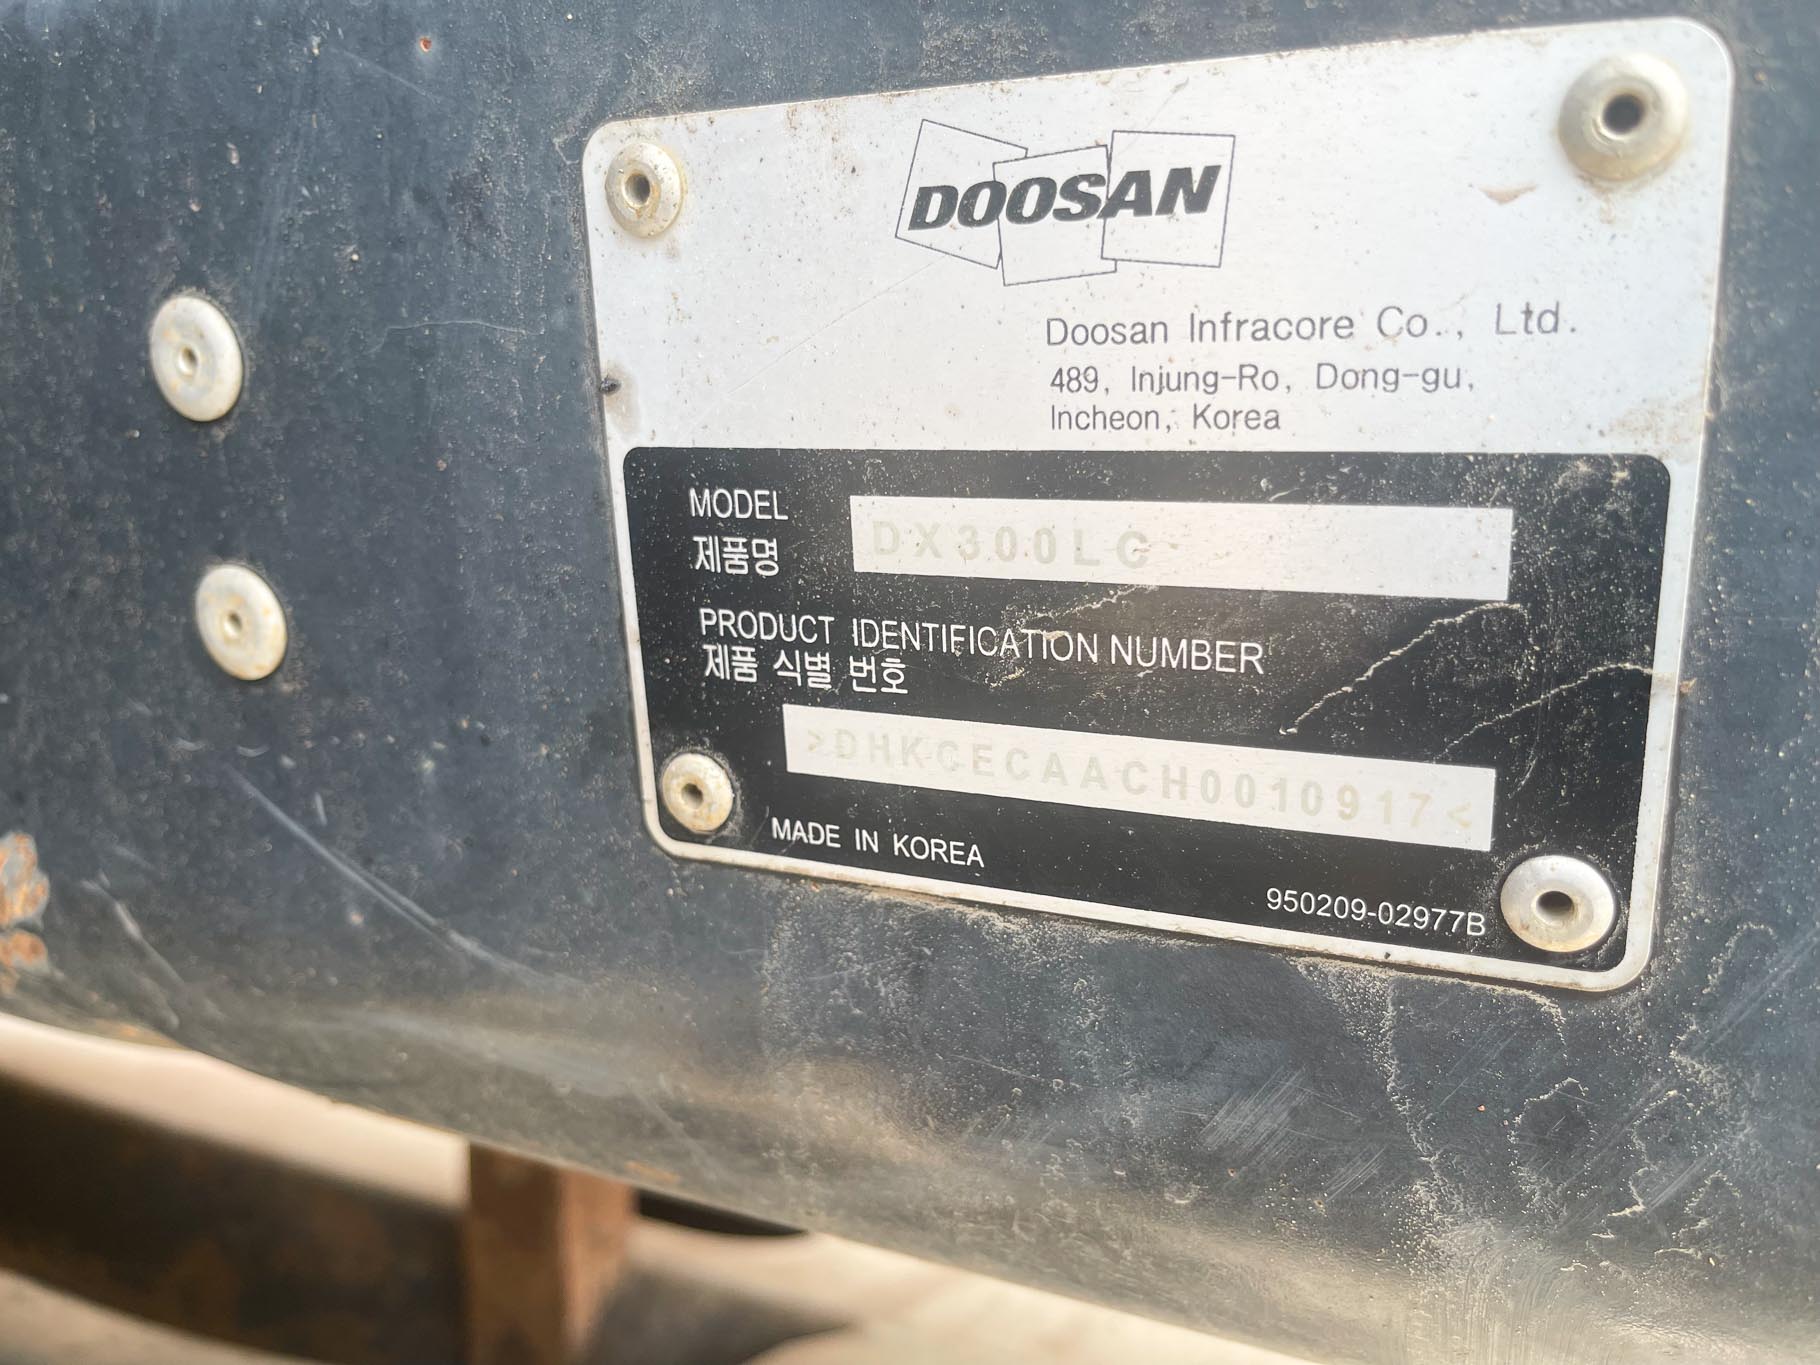 DOOSAN
Doosan Infracore Co., Ltd.
489, Injung-Ro, Dong-gu,
Incheon, Korea
MODEL
제품명
DX300LC
PRODUCT IDENTIFICATION NUMBER
제품 식별 번호
>DHKCECAACH0010917<
MADE IN KOREA
950209-02977B